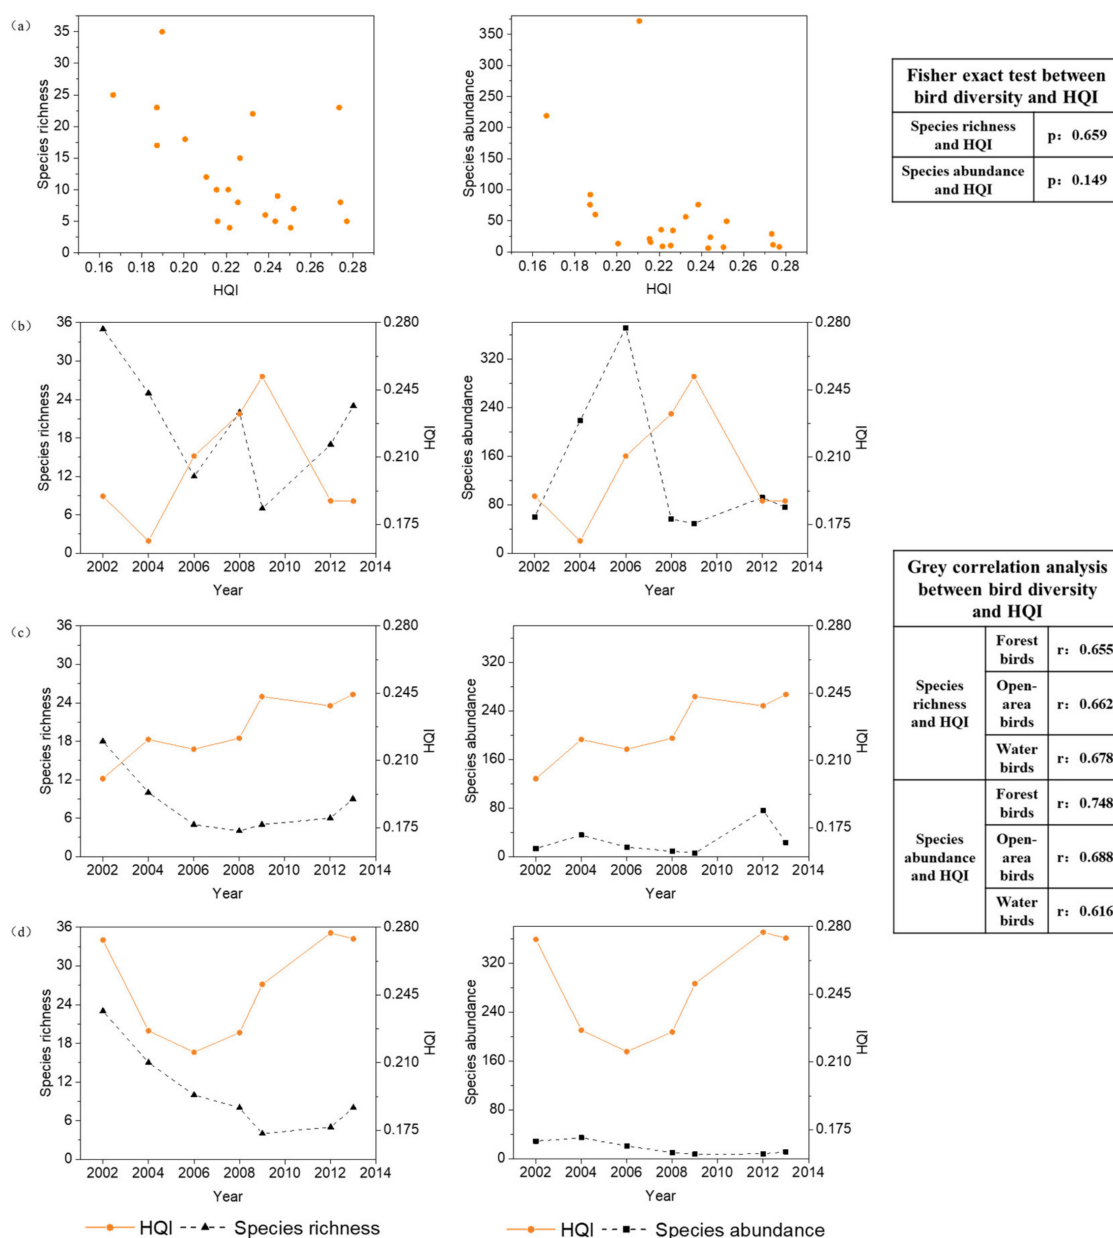 （a）
35
30
25
20
15
10
5
0
Species richness
0.16 0.18 0.20 0.22 0.24 0.26 0.28
HQI
350
300
250
200
150
100
50
0
Species abundance
0.16 0.18 0.20 0.22 0.24 0.26 0.28
HQI
Fisher exact test between
bird diversity and HQI
Species richness
and HQI
p：0.659
Species abundance
and HQI
p：0.149
（b）
36
30
24
18
12
6
0
Species richness
0.280
0.245
0.210
0.175
HQI
2002 2004 2006 2008 2010 2012 2014
Year
360
240
160
80
0
Species abundance
0.280
0.245
0.210
0.175
HQI
2002 2004 2006 2008 2010 2012 2014
Year
（c）
36
30
24
18
12
6
0
Species richness
0.280
0.245
0.210
0.175
HQI
2002 2004 2006 2008 2010 2012 2014
Year
360
240
160
80
0
Species abundance
0.280
0.245
0.210
0.175
HQI
2002 2004 2006 2008 2010 2012 2014
Year
Grey correlation analysis
between bird diversity
and HQI
Species
richness
and HQI
Forest
birds
r：0.655
Open-
area
birds
r：0.662
Water
birds
r：0.678
Species
abundance
and HQI
Forest
birds
r：0.748
Open-
area
birds
r：0.688
Water
birds
r：0.616
（d）
36
30
24
18
12
6
0
Species richness
0.280
0.245
0.210
0.175
HQI
2002 2004 2006 2008 2010 2012 2014
Year
360
240
160
80
0
Species abundance
0.280
0.245
0.210
0.175
HQI
2002 2004 2006 2008 2010 2012 2014
Year
HQI Species richness
HQI Species abundance